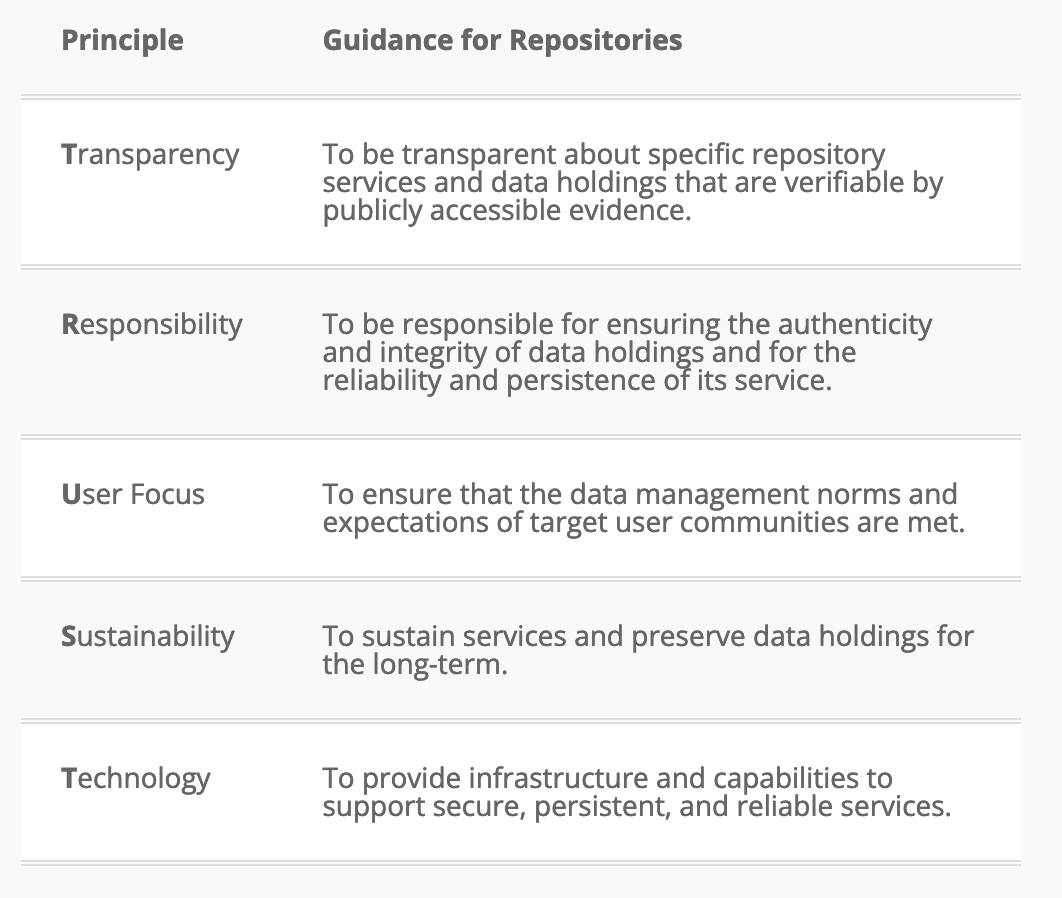 Principle Guidance for Repositories
Transparency To be transparent about specific repository
services and data holdings that are verifiable by
publicly accessible evidence.
Responsibility To be responsible for ensuring the authenticity
and integrity of data holdings and for the
reliability and persistence of its service.
User Focus To ensure that the data management norms and
expectations of target user communities are met.
Sustainability To sustain services and preserve data holdings for
the long-term.
Technology To provide infrastructure and capabilities to
support secure, persistent, and reliable services.